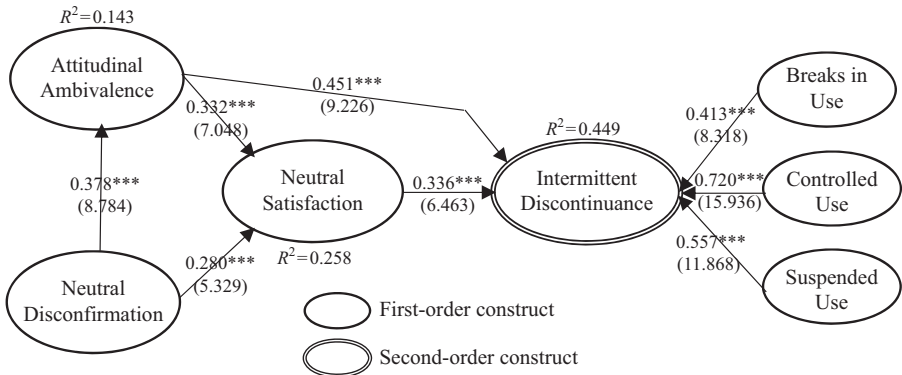 R²=0.143
Attitudinal
Ambivalence
0.451***
(9.226)
0.332***
(7.048)
R²=0.449
Breaks in
Use
0.413***
(8.318)
0.378***
(8.784)
Neutral
Satisfaction
0.336***
(6.463)
Intermittent
Discontinuance
0.720***
(15.936)
Controlled
Use
0.280***
(5.329)
R²=0.258
0.557***
(11.868)
Neutral
Disconfirmation
Suspended
Use
First-order construct
Second-order construct